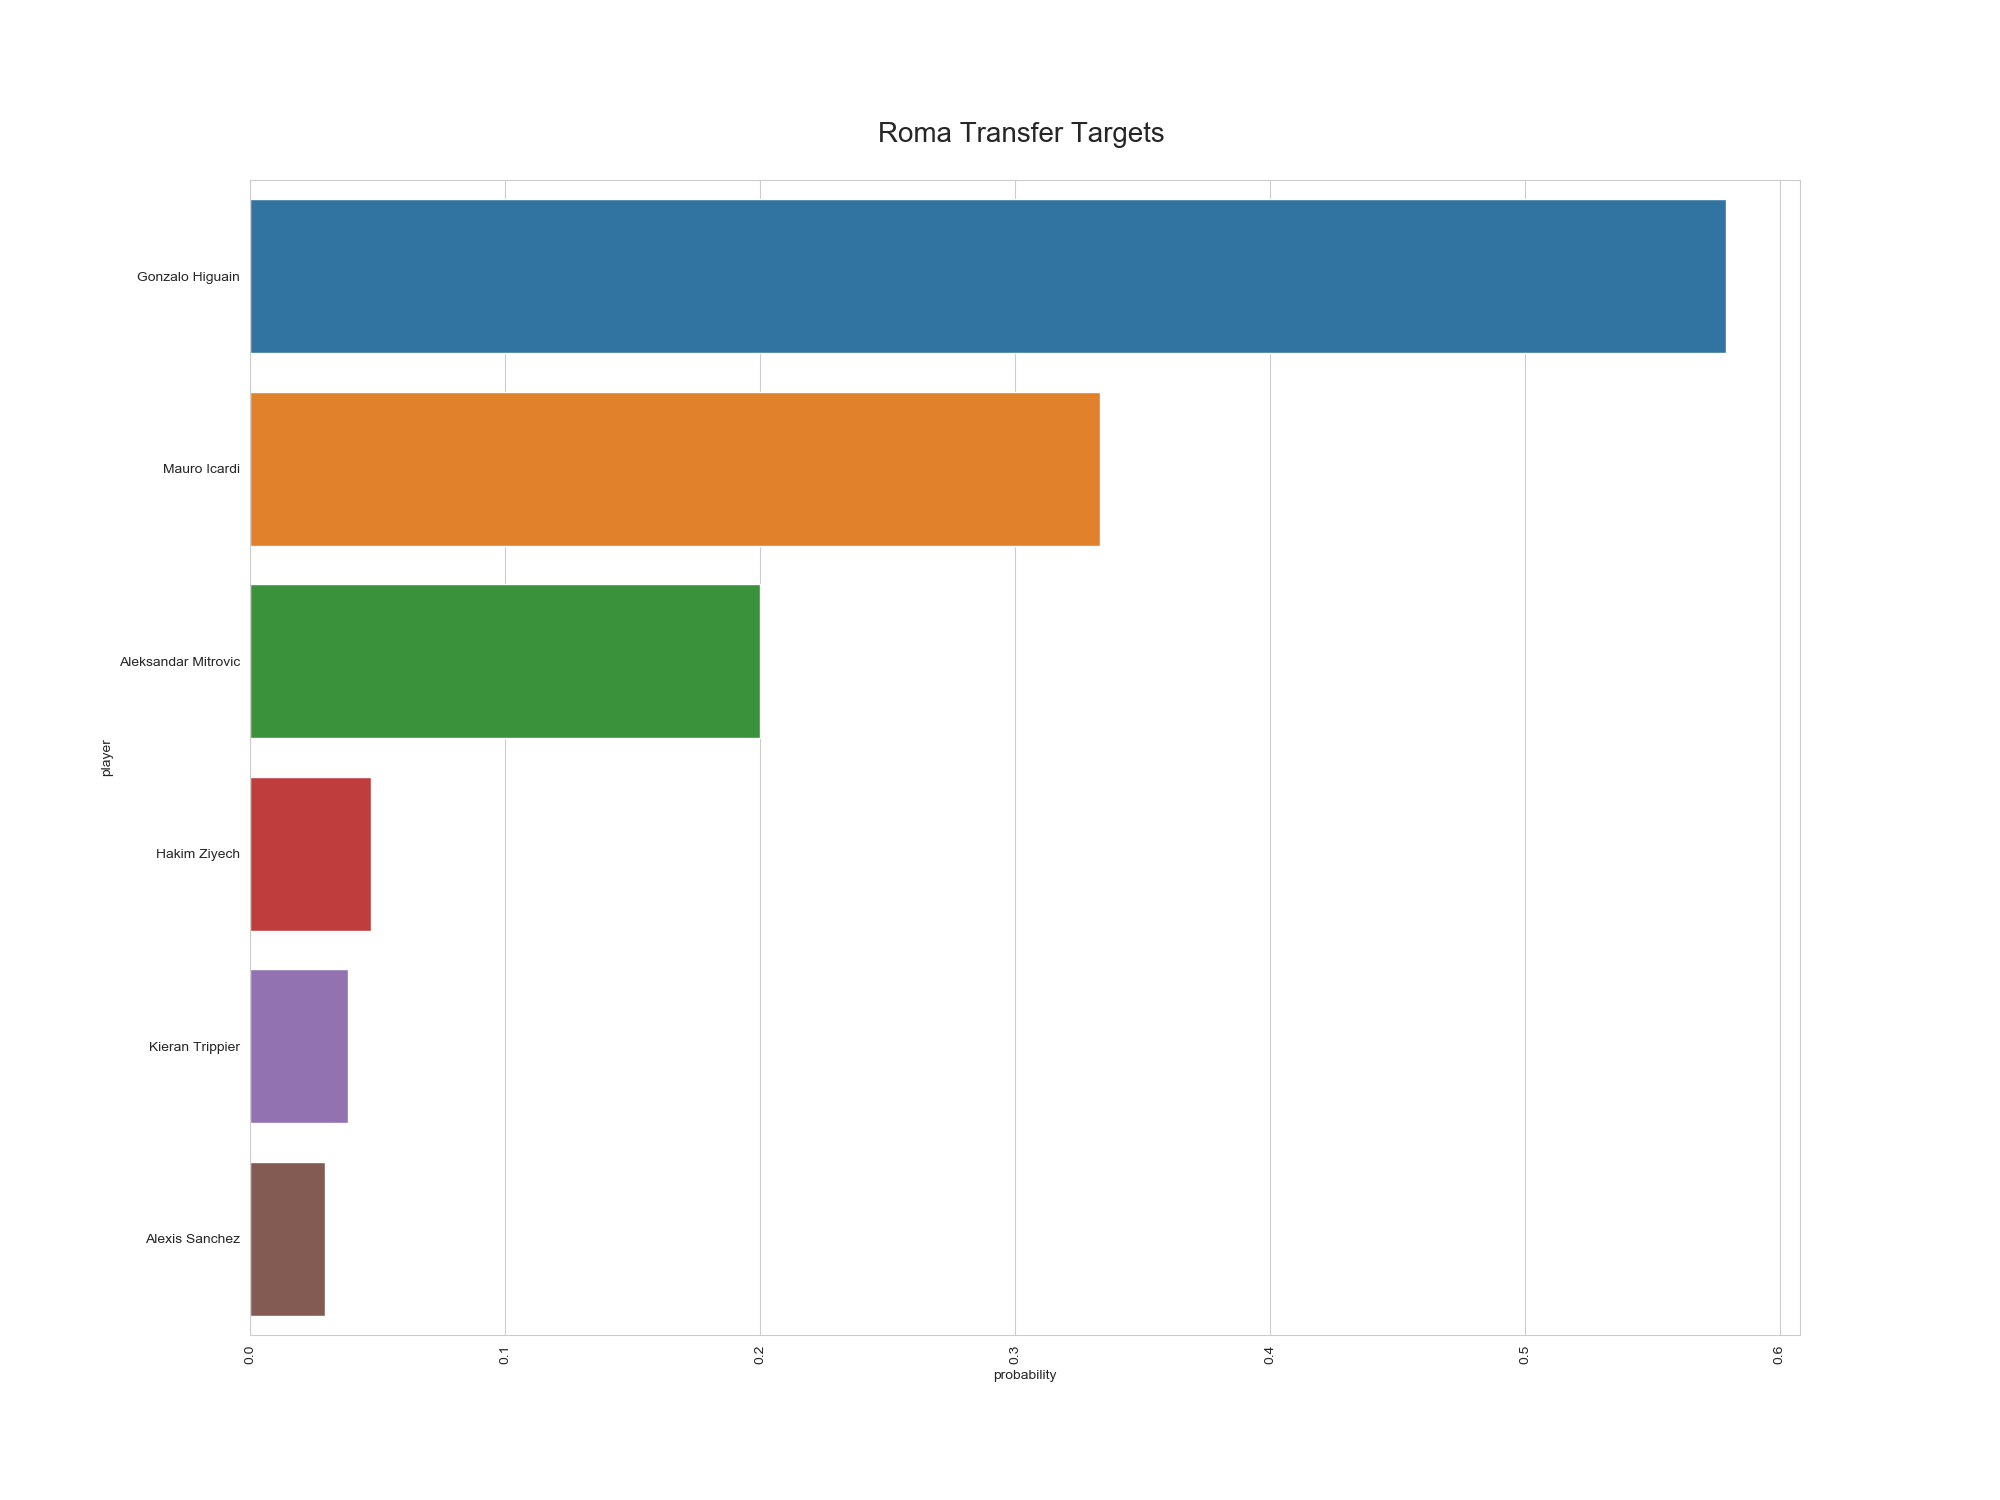 Roma Transfer Targets
Gonzalo Higuain
Mauro Icardi
Aleksandar Mitrovic
player
Hakim Ziyech
Kieran Trippier
Alexis Sanchez
0.0
0.1
0.2
0.3
0.4
0.5
0.6
probability